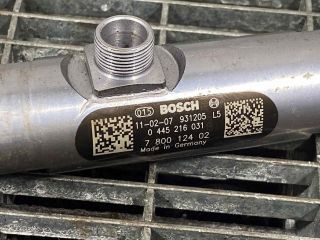 BOSCH
11-02-07 931205 L5
0 445 216 031
7 800 124 02
Made in Germany